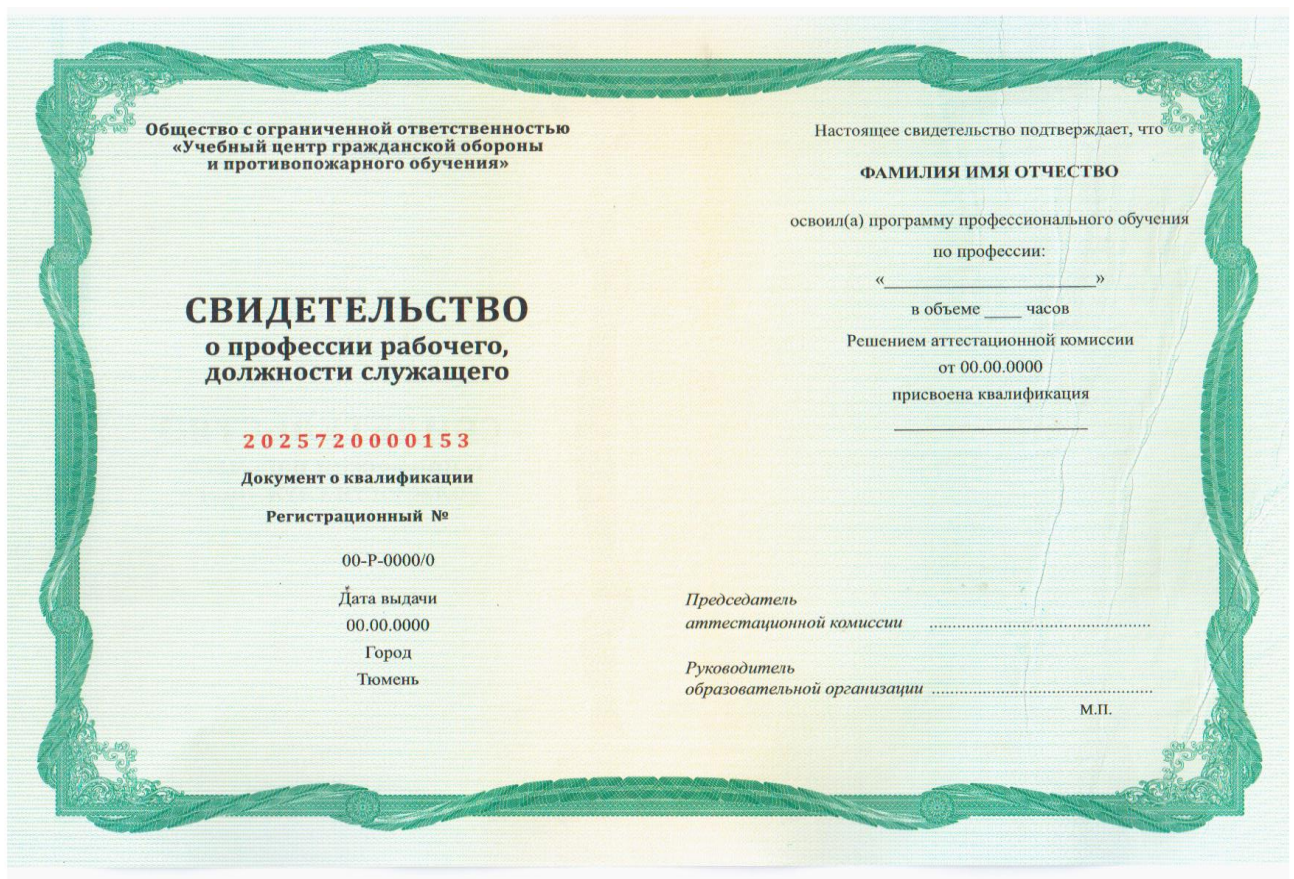 Общество с ограниченной ответственностью
«Учебный центр гражданской обороны
и противопожарного обучения»
СВИДЕТЕЛЬСТВО
о профессии рабочего,
должности служащего
2025720000153
Документ о квалификации
Регистрационный №
00-Р-0000/0
Дата выдачи
00.00.0000
Город
Тюмень
Настоящее свидетельство подтверждает, что
ФАМИЛИЯ ИМЯ ОТЧЕСТВО
освоил(а) программу профессионального обучения
по профессии:
«______________________»
в объеме ____ часов
Решением аттестационной комиссии
от 00.00.0000
присвоена квалификация
____________________
Председатель
аттестационной комиссии ........................................................
Руководитель
образовательной организации ........................................................
М.П.